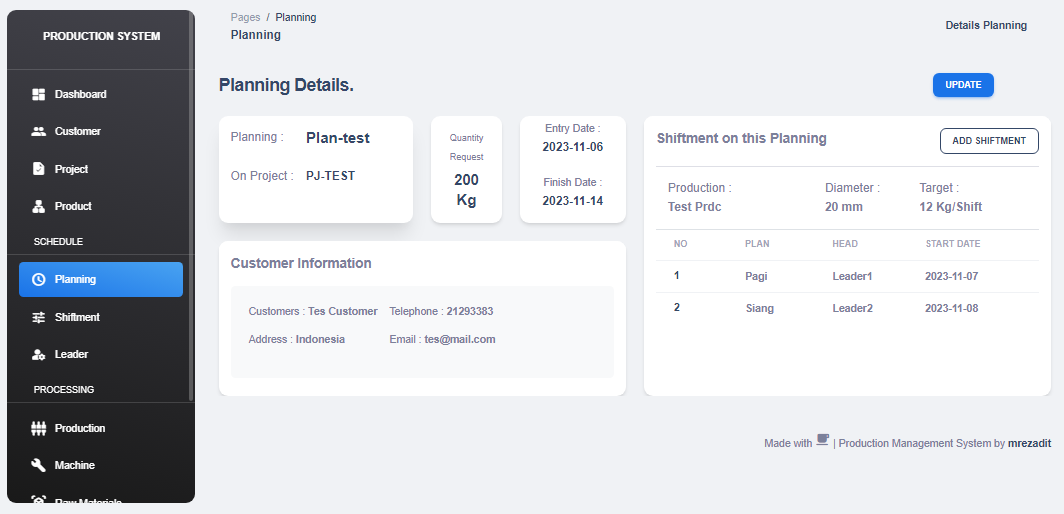 PRODUCTION SYSTEM
Dashboard
Customer
Project
Product
SCHEDULE
Planning
Shiftment
Leader
PROCESSING
Production
Machine
Raw Materials
Pages / Planning
Planning
Details Planning
Planning Details.
UPDATE
Planning : Plan-test
On Project : PJ-TEST
Quantity
Request
200
Kg
Entry Date :
2023-11-06
Finish Date :
2023-11-14
Customer Information
Customers : Tes Customer Telephone : 21293383
Address : Indonesia Email : tes@mail.com
Shiftment on this Planning
ADD SHIFTMENT
Production : Diameter : Target :
Test Prdc 20 mm 12 Kg/Shift
NO PLAN HEAD START DATE
1 Pagi Leader1 2023-11-07
2 Siang Leader2 2023-11-08
Made with | Production Management System by mrezadit